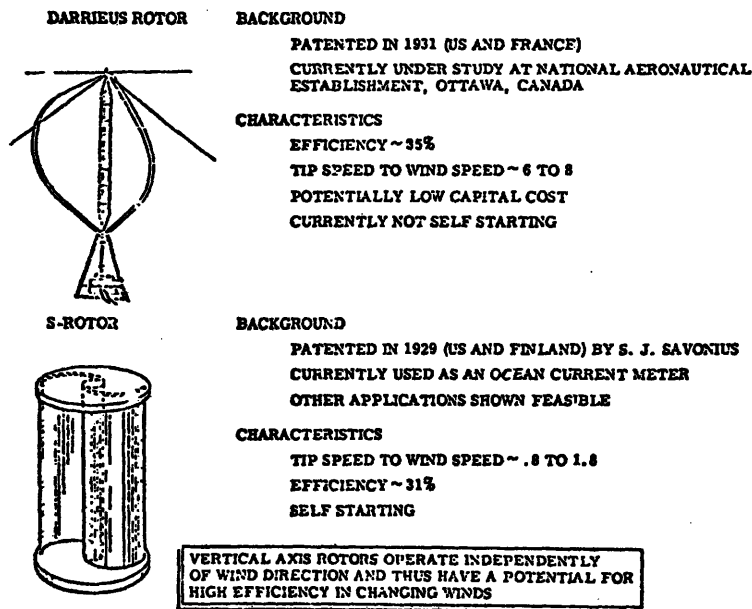 DARRIEUS ROTOR
BACKGROUND
PATENTED IN 1931 (US AND FRANCE)
CURRENTLY UNDER STUDY AT NATIONAL AERONAUTICAL
ESTABLISHMENT, OTTAWA, CANADA
CHARACTERISTICS
EFFICIENCY ~ 35%
TIP SPEED TO WIND SPEED ~ 6 TO 8
POTENTIALLY LOW CAPITAL COST
CURRENTLY NOT SELF STARTING
S-ROTOR
BACKGROUND
PATENTED IN 1929 (US AND FINLAND) BY S. J. SAVONIUS
CURRENTLY USED AS AN OCEAN CURRENT METER
OTHER APPLICATIONS SHOWN FEASIBLE
CHARACTERISTICS
TIP SPEED TO WIND SPEED ~ .8 TO 1.8
EFFICIENCY ~ 31%
SELF STARTING
VERTICAL AXIS ROTORS OPERATE INDEPENDENTLY
OF WIND DIRECTION AND THUS HAVE A POTENTIAL FOR
HIGH EFFICIENCY IN CHANGING WINDS